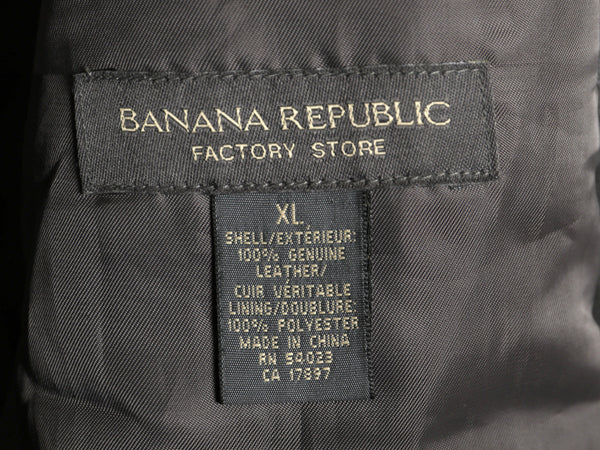 BANANA REPUBLIC
FACTORY STORE
XL
SHELL/EXTÉRIEUR:
100% GENUINE
LEATHER/
CUIR VÉRITABLE
LINING/DOUBLURE:
100% POLYESTER
MADE IN CHINA
RN 54023
CA 17897